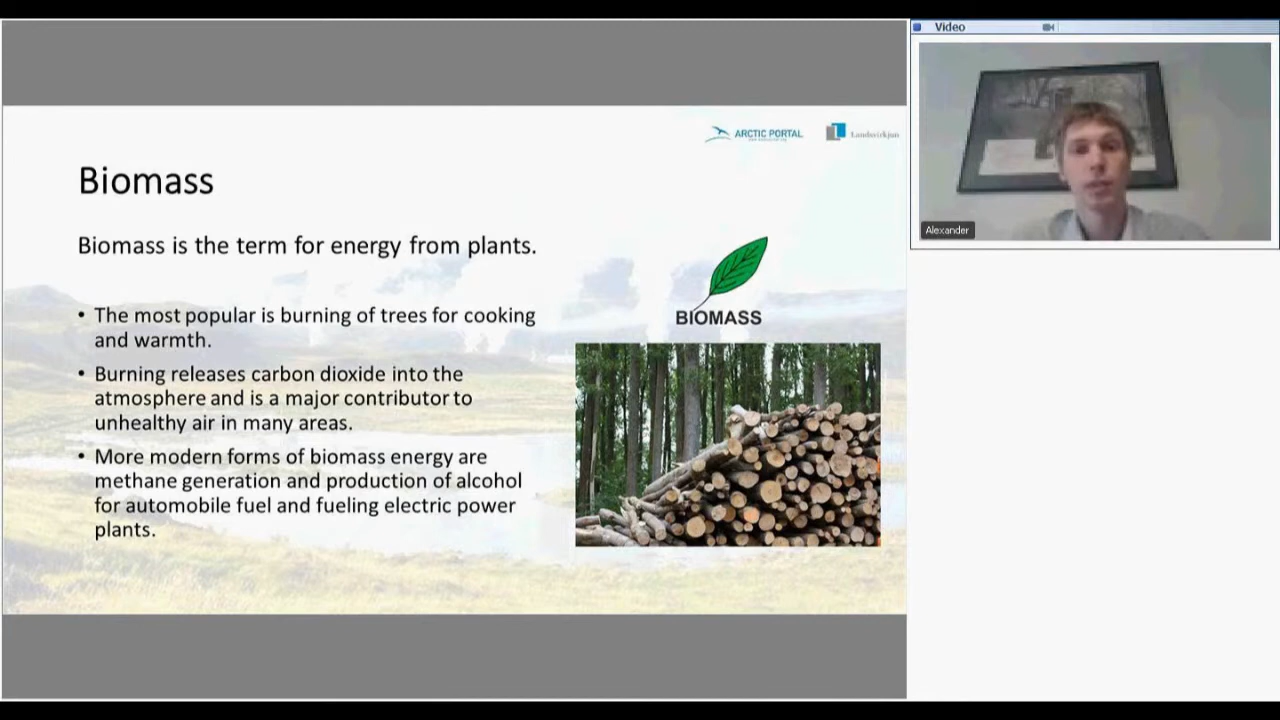 Video
ARCTIC PORTAL
Landsvirkjun
Alexander
Biomass
Biomass is the term for energy from plants.
• The most popular is burning of trees for cooking
and warmth.
• Burning releases carbon dioxide into the
atmosphere and is a major contributor to
unhealthy air in many areas.
• More modern forms of biomass energy are
methane generation and production of alcohol
for automobile fuel and fueling electric power
plants.
BIOMASS